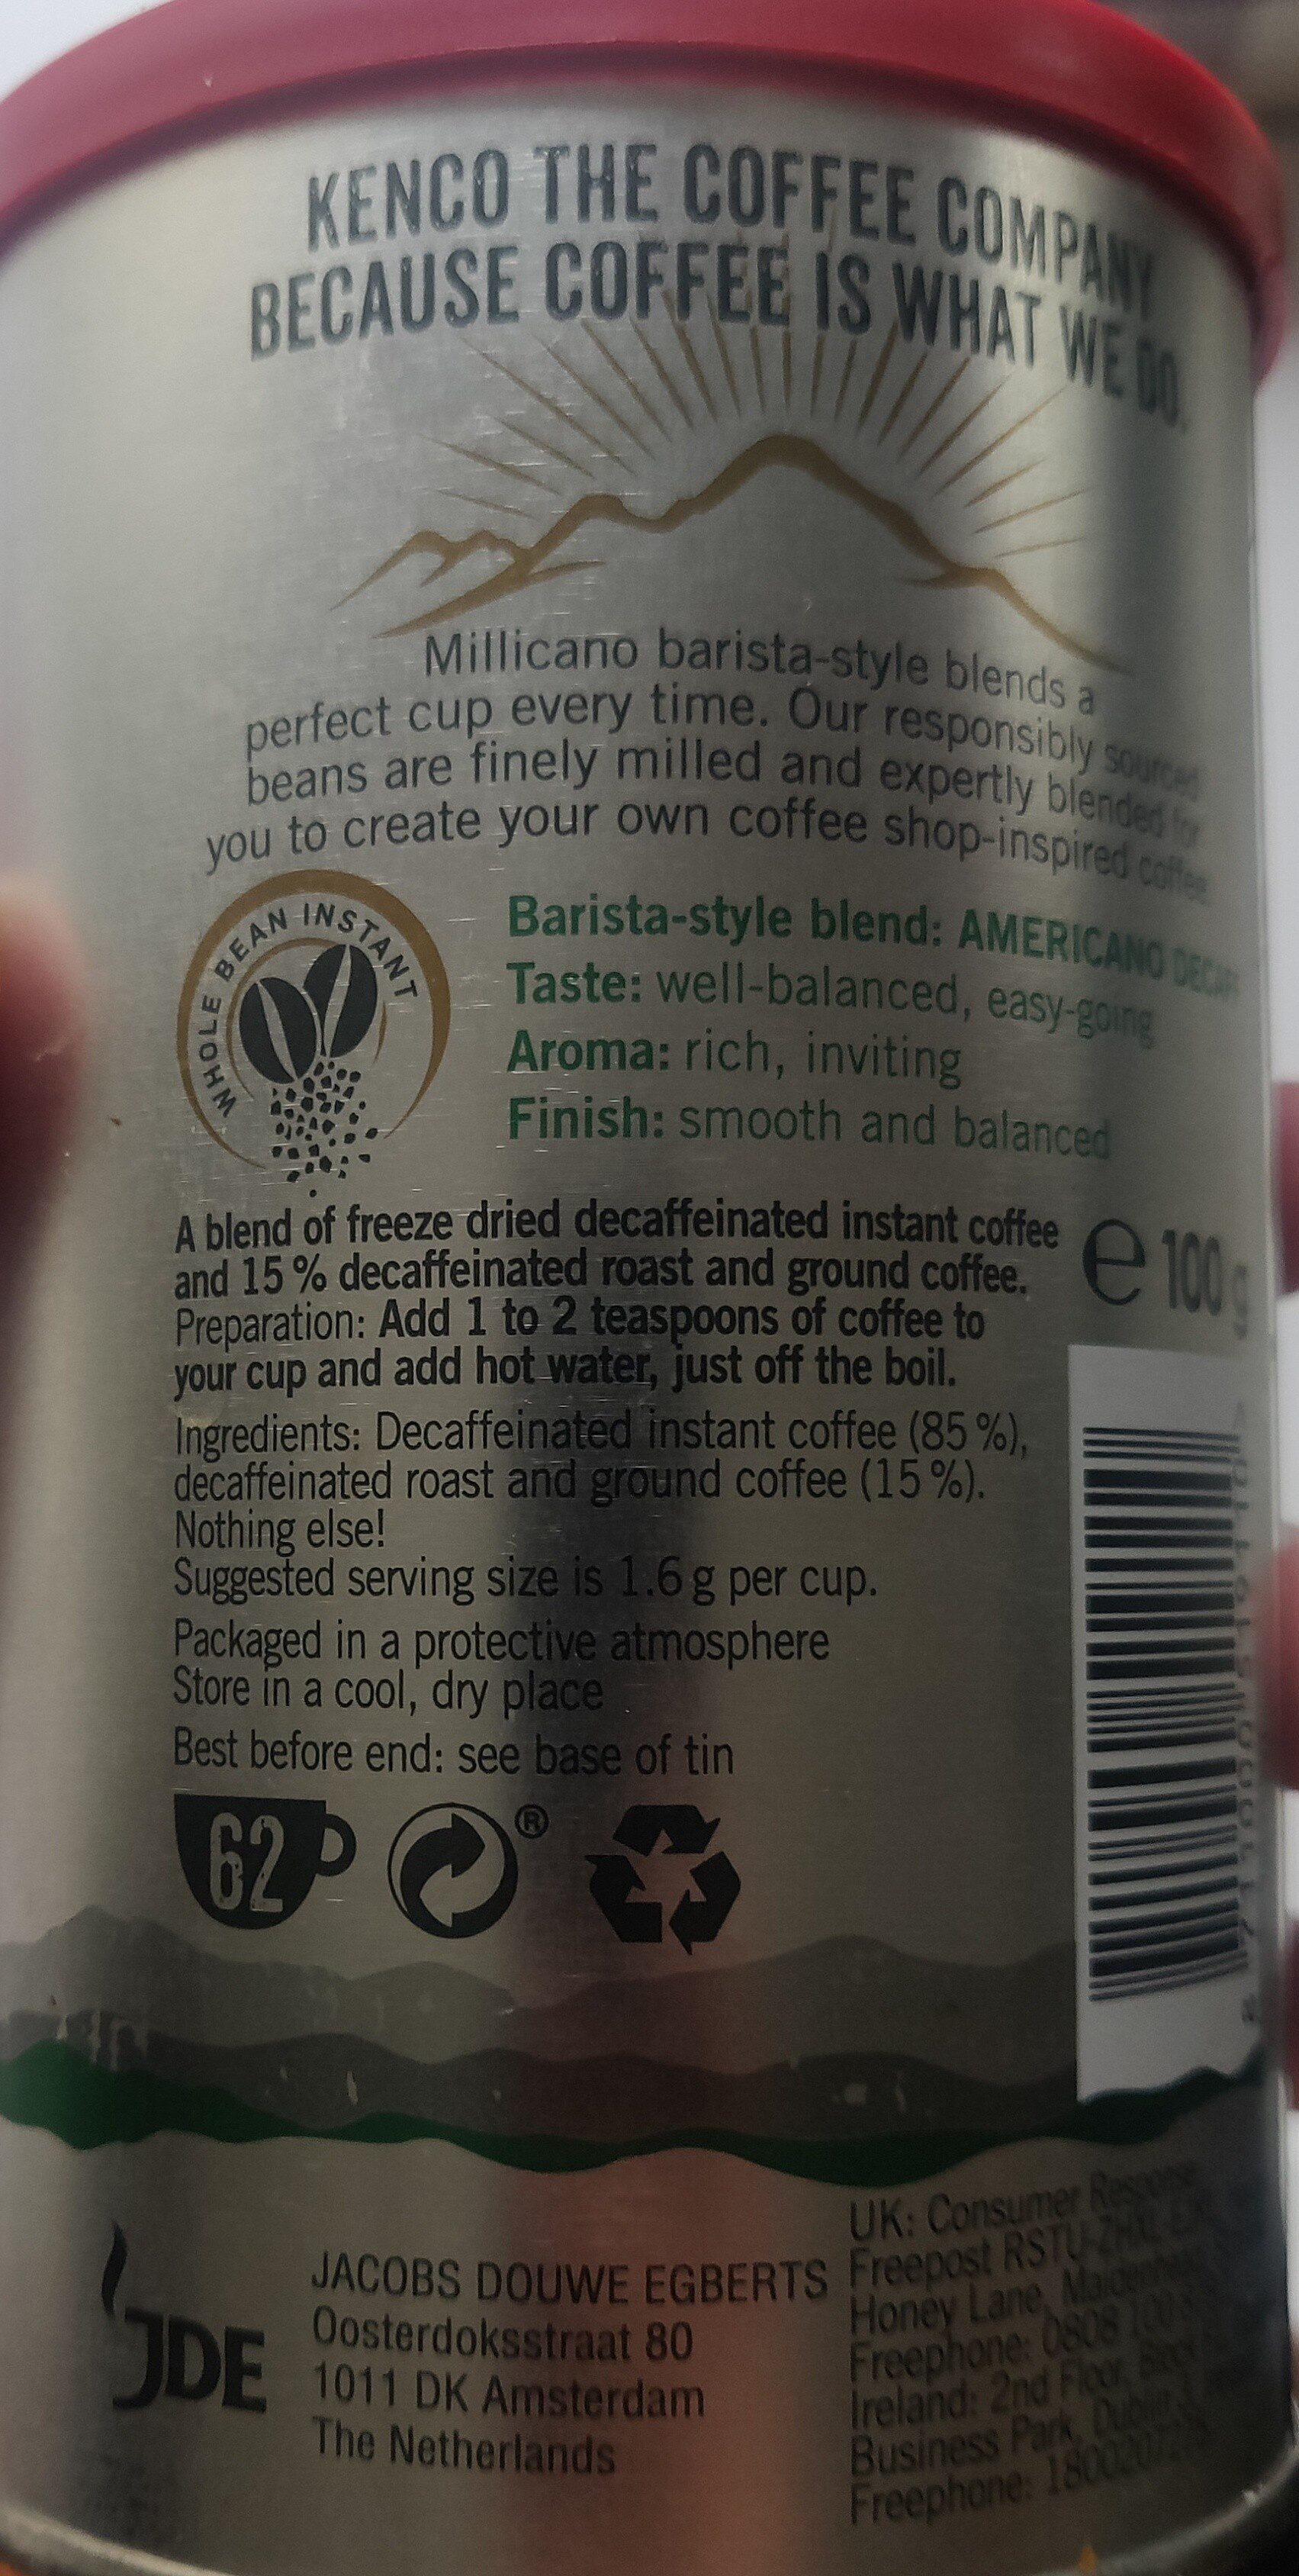 KENCO THE COFFEE COMPANY
BECAUSE COFFEE IS WHAT WE DO.
Millicano barista-style blends a
perfect cup every time. Our responsibly sourced
beans are finely milled and expertly blended for
you to create your own coffee shop-inspired coffee.
WHOLE BEAN INSTANT
Barista-style blend: AMERICANO DECAFF
Taste: well-balanced, easy-going
Aroma: rich, inviting
Finish: smooth and balanced
A blend of freeze dried decaffeinated instant coffee
and 15 % decaffeinated roast and ground coffee.
e 100 g
Preparation: Add 1 to 2 teaspoons of coffee to
your cup and add hot water, just off the boil.
Ingredients: Decaffeinated instant coffee (85 %),
decaffeinated roast and ground coffee (15 %).
Nothing else!
Suggested serving size is 1.6 g per cup.
Packaged in a protective atmosphere
Store in a cool, dry place
Best before end: see base of tin
62 ®
JDE
JACOBS DOUWE EGBERTS
Oosterdoksstraat 80
1011 DK Amsterdam
The Netherlands
UK: Consumer Response
Freepost
Honey Lane, Maidenhead
Freephone: 0808 100
Ireland: 2nd Floor, Block
Business Park, Dublin
Freephone: